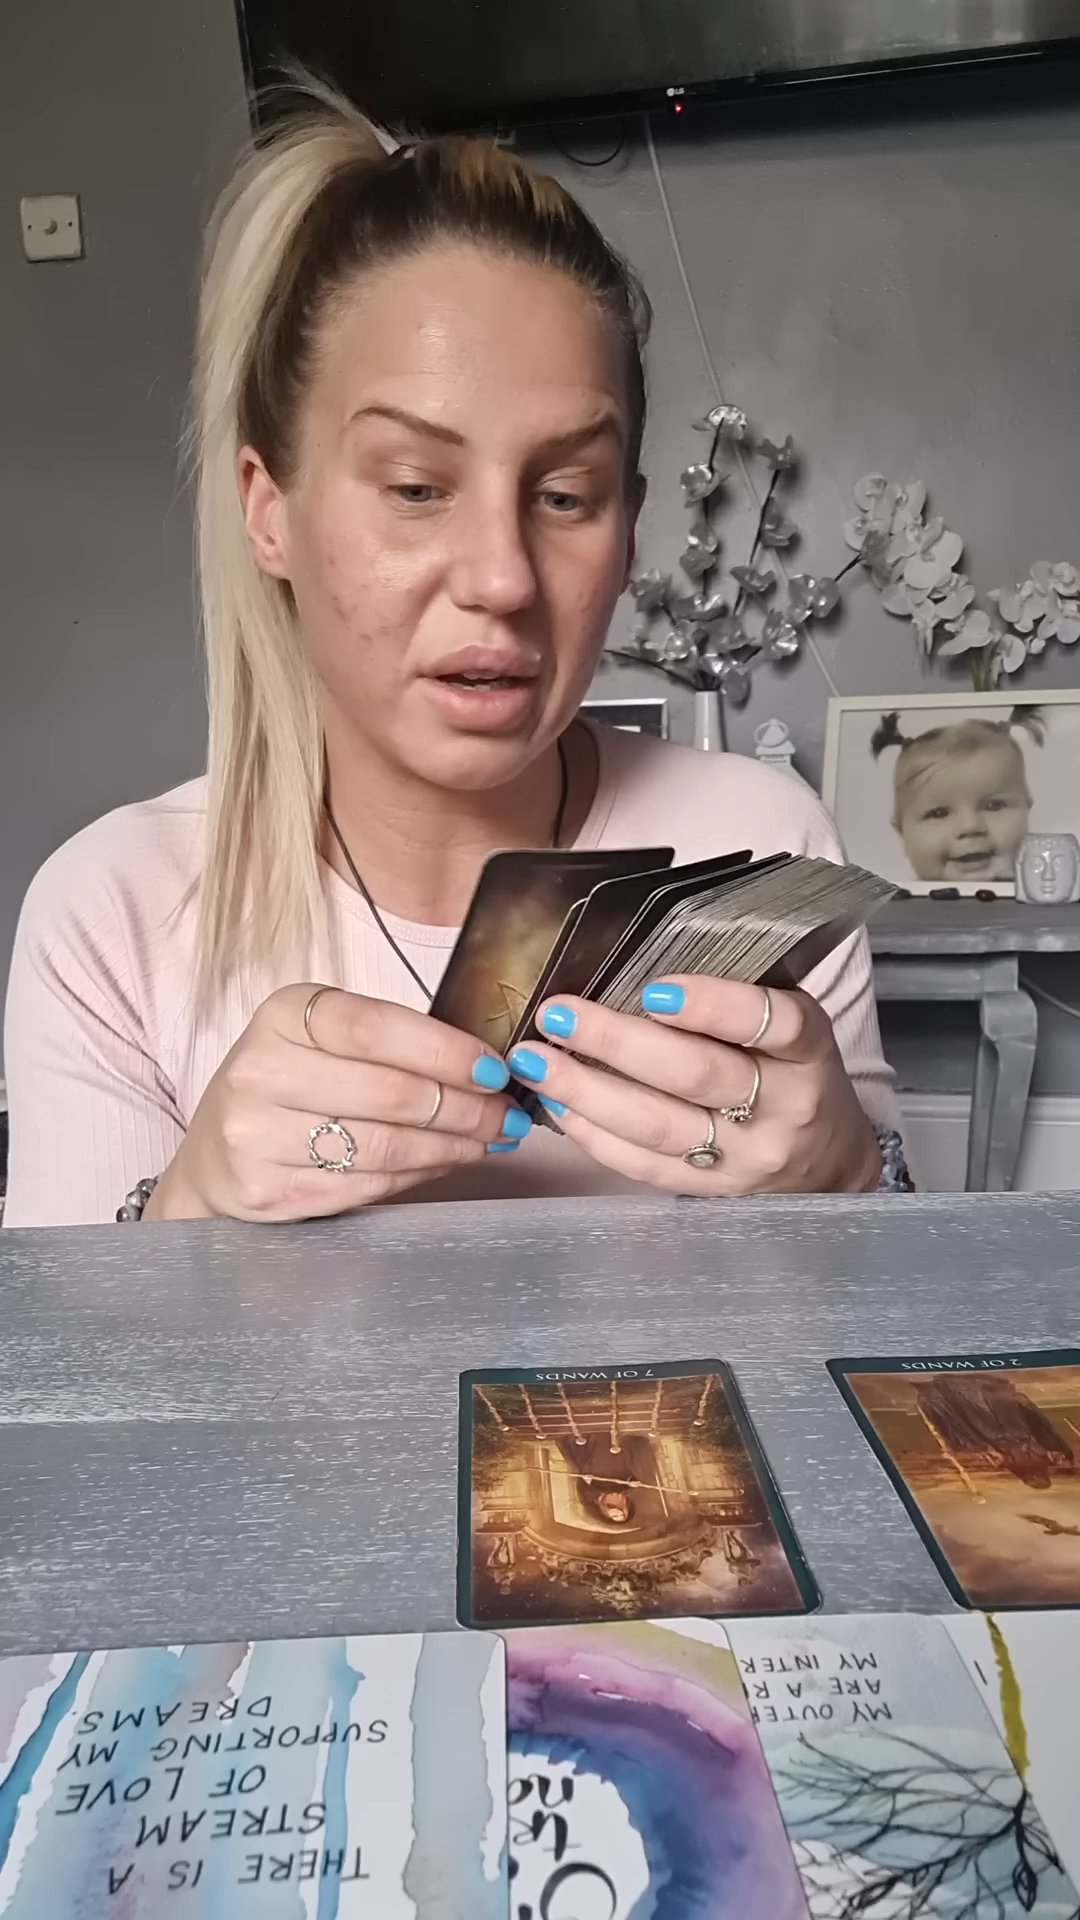 LG
7 OF WANDS
2 OF WANDS
THERE IS A
STREAM
OF LOVE
SUPPORTING MY
DREAMS.
MY OUTER
ARE A
MY